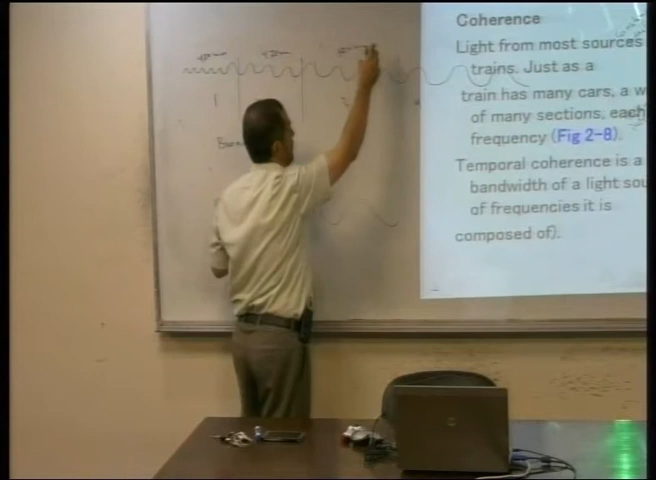 Coherence
Light from most sources
trains. Just as a
train has many cars, a w
of many sections, each
frequency (Fig 2-8).
Temporal coherence is a
bandwidth of a light sou
of frequencies it is
composed of).